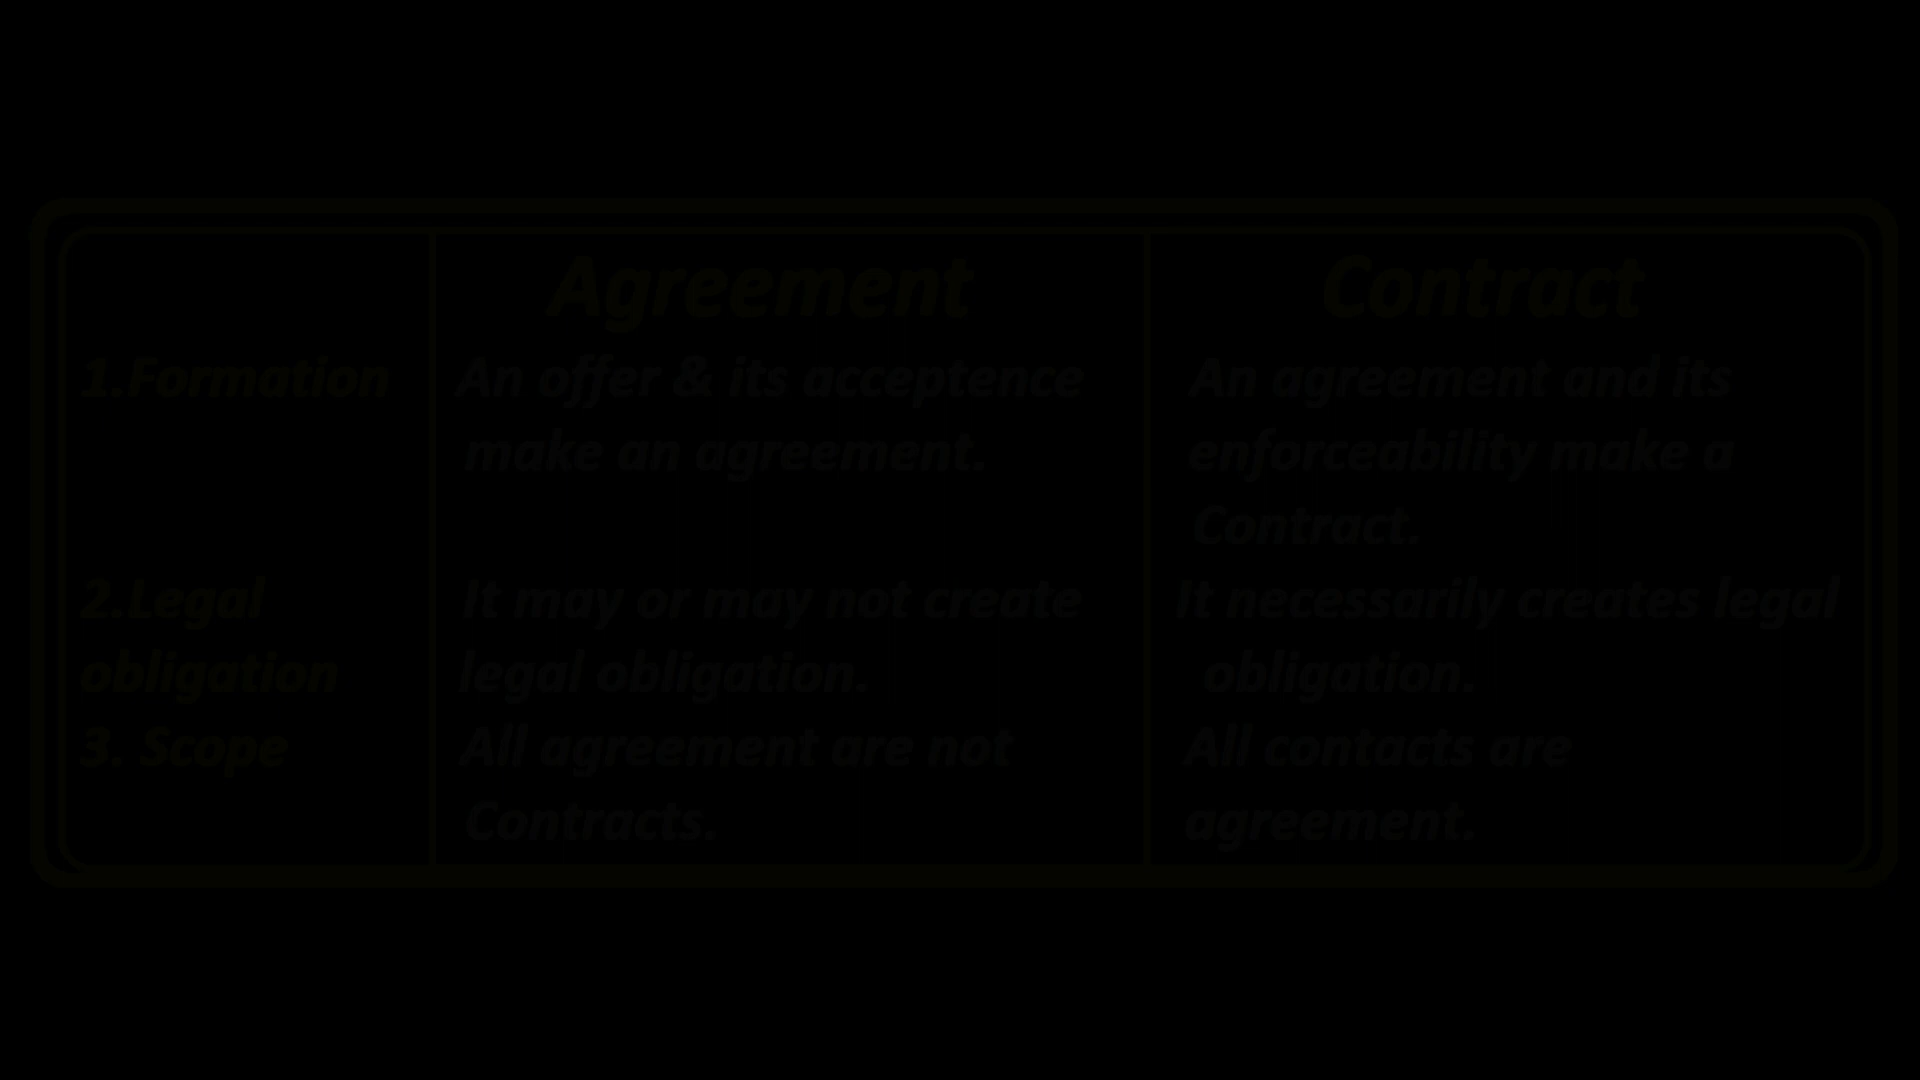 Agreement Contract
1.Formation An offer & its acceptence An agreement and its
make an agreement. enforceability make a
Contract.
2.Legal It may or may not create It necessarily creates legal
obligation legal obligation. obligation.
3. Scope All agreement are not All contacts are
Contracts. agreement.